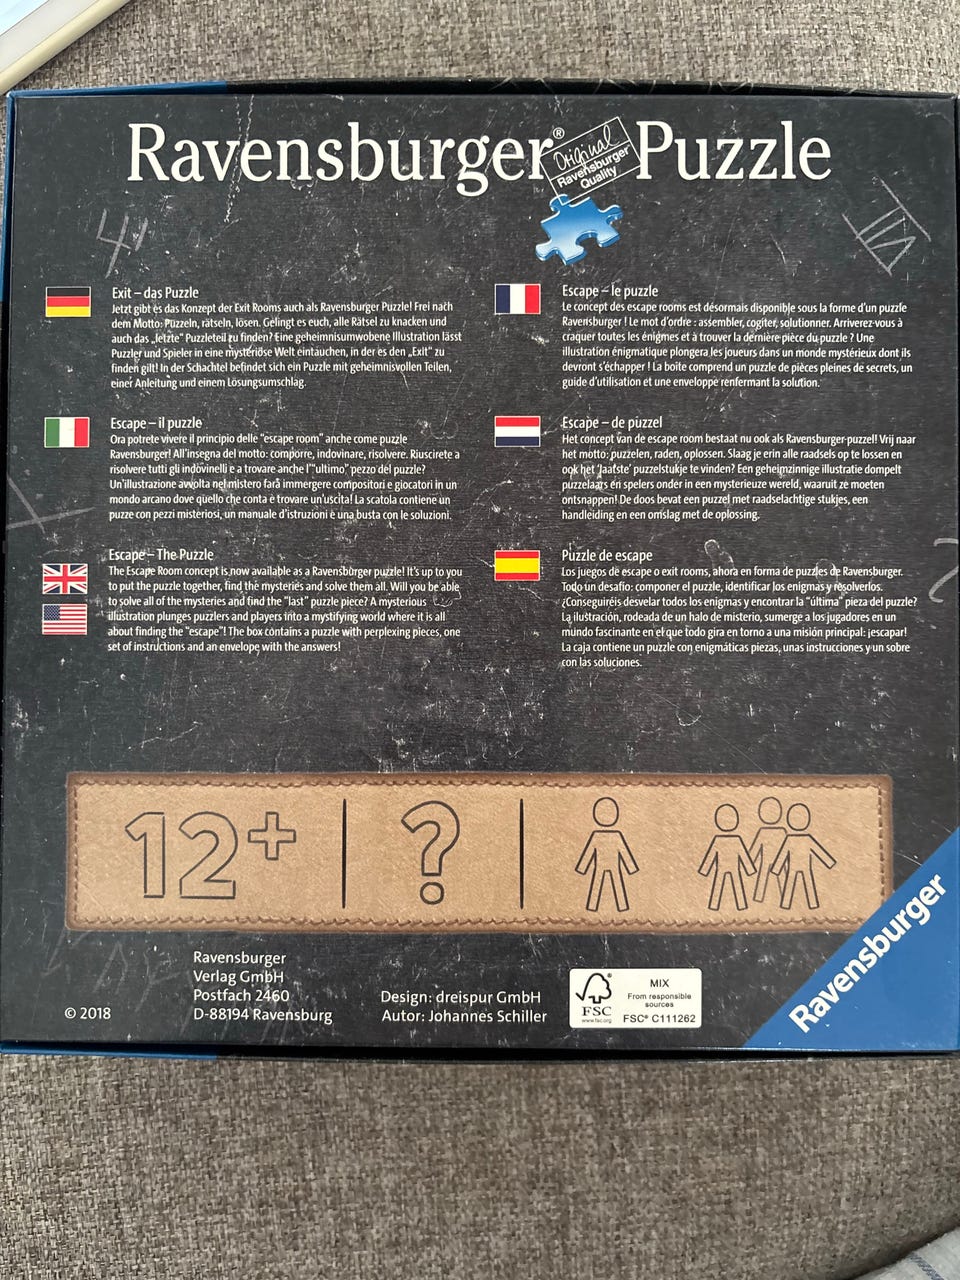 Ravensburger® Puzzle
Original
Ravensburger
Quality
4'
VII
Exit – das Puzzle
Jetzt gibt es das Konzept der Exit Rooms auch als Ravensburger Puzzle! Frei nach
dem Motto: Puzzeln, rätseln, lösen. Gelingt es euch, alle Rätsel zu knacken und
auch das „letzte“ Puzzleteil zu finden? Eine geheimnisumwobene Illustration lässt
Puzzler und Spieler in eine mysteriöse Welt eintauchen, in der es den „Exit“ zu
finden gilt! In der Schachtel befindet sich ein Puzzle mit geheimnisvollen Teilen,
einer Anleitung und einem Lösungsumschlag.
Escape – le puzzle
Le concept des escape rooms est désormais disponible sous la forme d'un puzzle
Ravensburger ! Le mot d'ordre : assembler, cogiter, solutionner. Arriverez-vous à
craquer toutes les énigmes et à trouver la dernière pièce du puzzle ? Une
illustration énigmatique plongera les joueurs dans un monde mystérieux dont ils
devront s'échapper ! La boîte comprend un puzzle de pièces pleines de secrets, un
guide d'utilisation et une enveloppe renfermant la solution.
Escape – il puzzle
Ora potrete vivere il principio delle "escape room" anche come puzzle
Ravensburger! All'insegna del motto: comporre, indovinare, risolvere. Riuscirete a
risolvere tutti gli indovinelli e a trovare anche l'"ultimo" pezzo del puzzle?
Un'illustrazione avvolta nel mistero farà immergere compositori e giocatori in un
mondo arcano dove quello che conta è trovare un'uscita! La scatola contiene un
puzze con pezzi misteriosi, un manuale d'istruzioni e una busta con le soluzioni.
Escape – de puzzel
Het concept van de escape room bestaat nu ook als Ravensburger-puzzel! Vrij naar
het motto: puzzelen, raden, oplossen. Slaag je erin alle raadsels op te lossen en
ook het 'laatste' puzzelstukje te vinden? Een geheimzinnige illustratie dompelt
puzzelaars en spelers onder in een mysterieuze wereld, waaruit ze moeten
ontsnappen! De doos bevat een puzzel met raadselachtige stukjes, een
handleiding en een omslag met de oplossing.
Escape – The Puzzle
The Escape Room concept is now available as a Ravensburger puzzle! It's up to you
to put the puzzle together, find the mysteries and solve them all. Will you be able
to solve all of the mysteries and find the "last" puzzle piece? A mysterious
illustration plunges puzzlers and players into a mystifying world where it is all
about finding the "escape"! The box contains a puzzle with perplexing pieces, one
set of instructions and an envelope with the answers!
Puzzle de escape
Los juegos de escape o exit rooms, ahora en forma de puzzles de Ravensburger.
Todo un desafío: componer el puzzle, identificar los enigmas y resolverlos.
¿Conseguiréis desvelar todos los enigmas y encontrar la "última" pieza del puzzle?
La ilustración, rodeada de un halo de misterio, sumerge a los jugadores en un
mundo fascinante en el que todo gira en torno a una misión principal: ¡escapar!
La caja contiene un puzzle con enigmáticas piezas, unas instrucciones y un sobre
con las soluciones.
12+ ?
© 2018
Ravensburger
Verlag GmbH
Postfach 2460
D-88194 Ravensburg
Design: dreispur GmbH
Autor: Johannes Schiller
FSC
www.fsc.org
MIX
From responsible
sources
FSC® C111262
Ravensburger